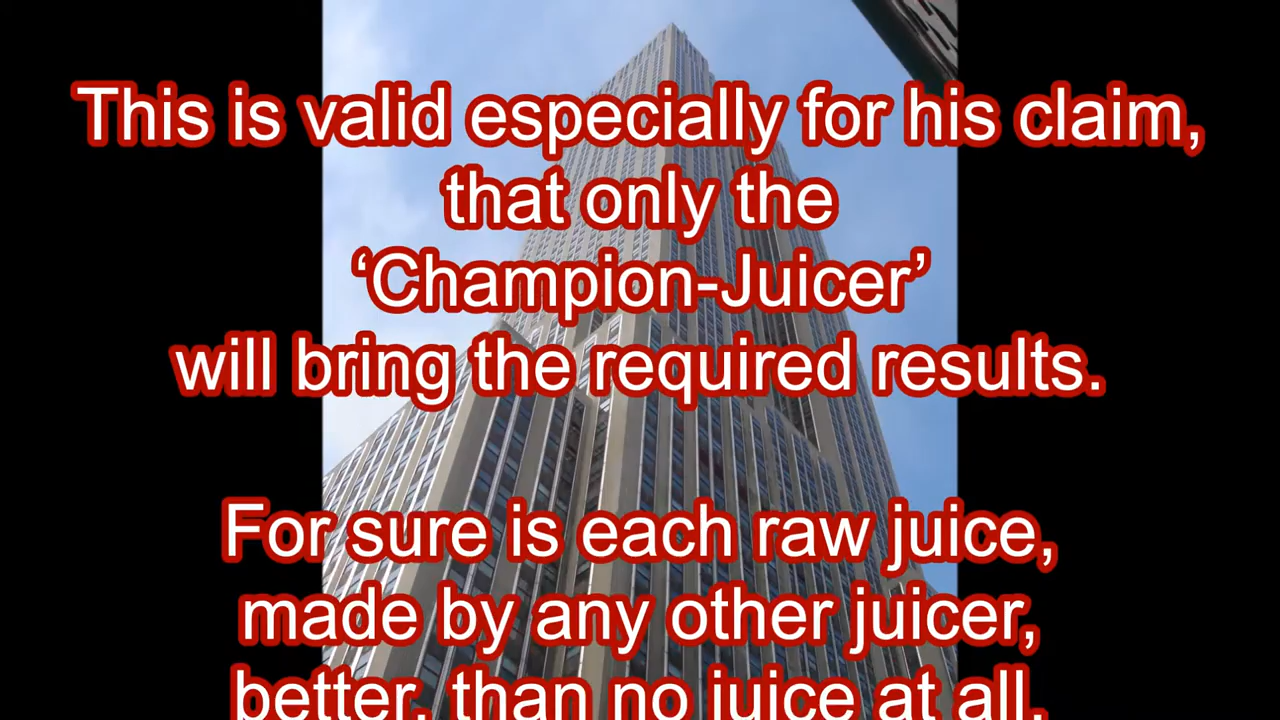 This is valid especially for his claim,
that only the
‘Champion-Juicer’
will bring the required results.
For sure is each raw juice,
made by any other juicer,
better, than no juice at all.